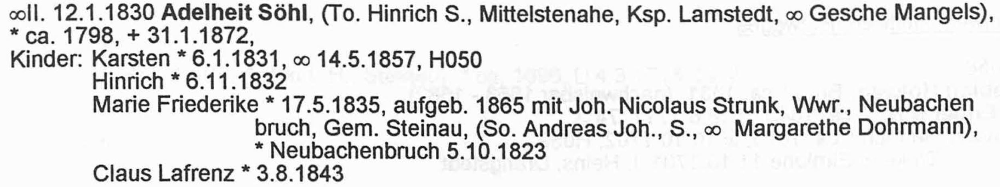 ∞II. 12.1.1830 Adelheit Söhl, (To. Hinrich S., Mittelstenahe, Ksp. Lamstedt, ∞ Gesche Mangels),
* ca. 1798, + 31.1.1872,
Kinder: Karsten * 6.1.1831, ∞ 14.5.1857, H050
Hinrich * 6.11.1832
Marie Friederike * 17.5.1835, aufgeb. 1865 mit Joh. Nicolaus Strunk, Wwr., Neubachen
bruch, Gem. Steinau, (So. Andreas Joh., S., ∞ Margarethe Dohrmann),
* Neubachenbruch 5.10.1823
Claus Lafrenz * 3.8.1843